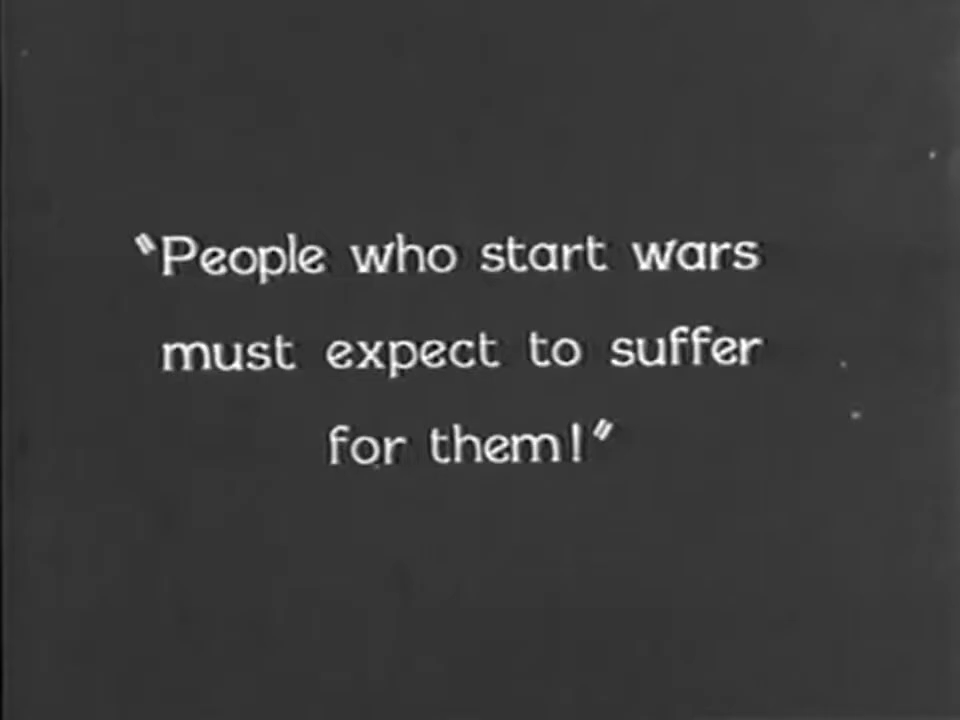 "People who start wars
must expect to suffer
for them!"